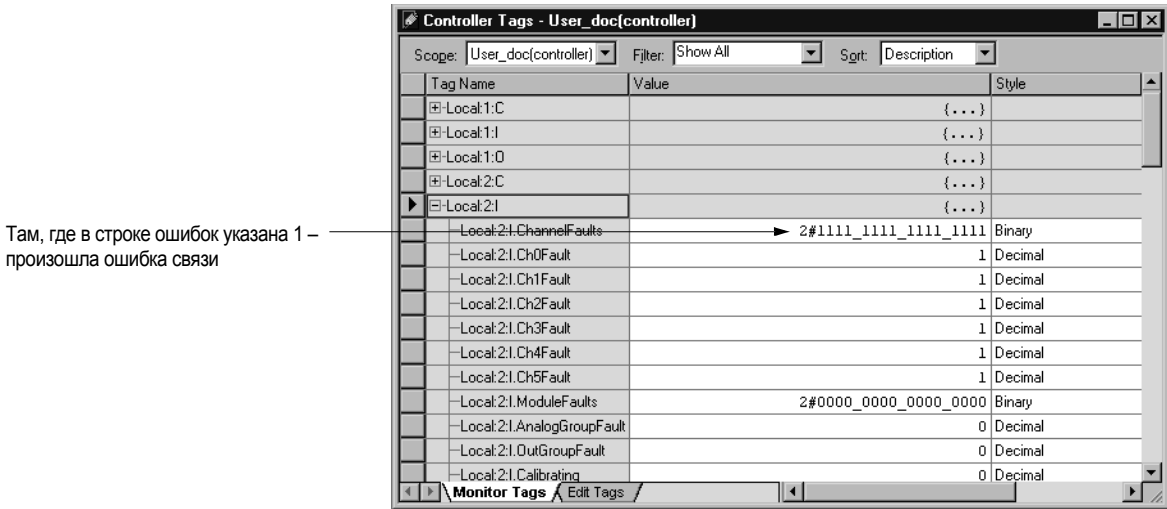 Controller Tags - User_doc(controller)
Scope: User_doc(controller) Filter: Show All Sort: Description
Tag Name Value Style
Local:1:C {...}
Local:1:I {...}
Local:1:O {...}
Local:2:C {...}
Local:2:I {...}
Там, где в строке ошибок указана 1 –
произошла ошибка связи
Local:2:I.ChannelFaults 2#1111_1111_1111_1111 Binary
Local:2:I.Ch0Fault 1 Decimal
Local:2:I.Ch1Fault 1 Decimal
Local:2:I.Ch2Fault 1 Decimal
Local:2:I.Ch3Fault 1 Decimal
Local:2:I.Ch4Fault 1 Decimal
Local:2:I.Ch5Fault 1 Decimal
Local:2:I.ModuleFaults 2#0000_0000_0000_0000 Binary
Local:2:I.AnalogGroupFault 0 Decimal
Local:2:I.OutGroupFault 0 Decimal
Local:2:I.Calibrating 0 Decimal
Monitor Tags Edit Tags